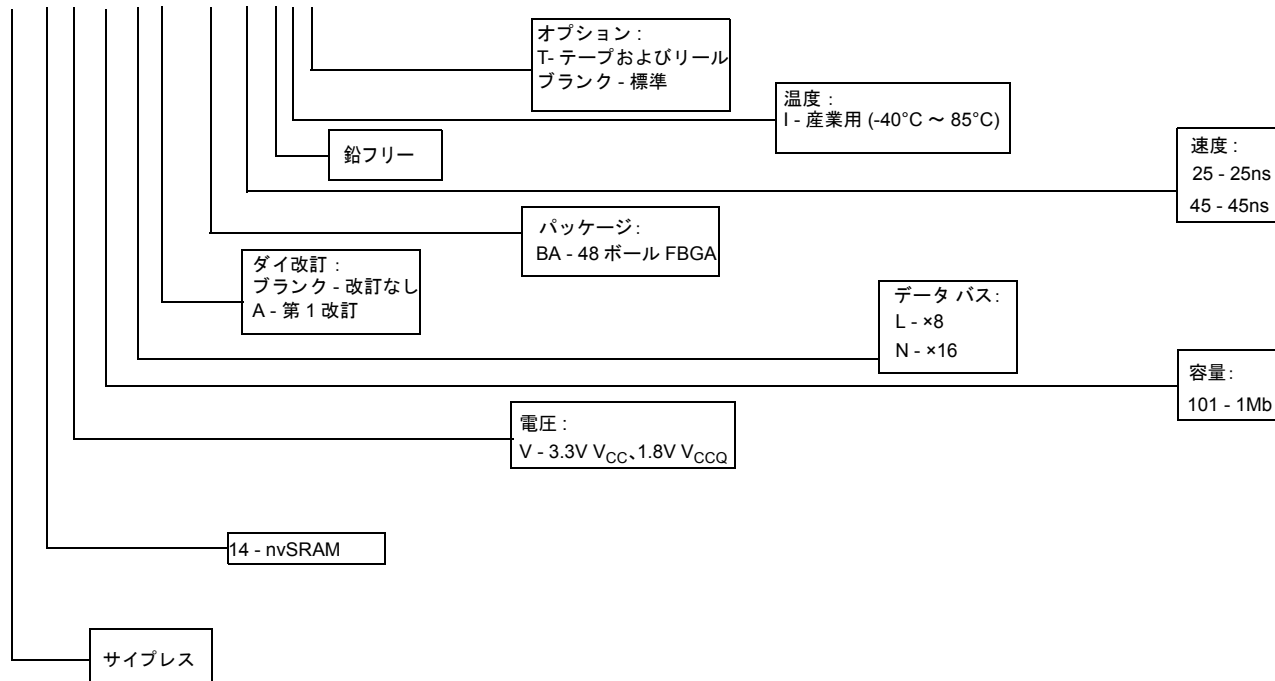 オプション :
T- テープおよびリール
ブランク - 標準
温度 :
I - 産業用 (-40°C ～ 85°C)
鉛フリー
速度 :
25 - 25ns
45 - 45ns
パッケージ :
BA - 48 ボール FBGA
ダイ改訂 :
ブランク - 改訂なし
A - 第 1 改訂
データ バス :
L - ×8
N - ×16
容量 :
101 - 1Mb
電圧 :
V - 3.3V VCC、1.8V VCCQ
14 - nvSRAM
サイプレス